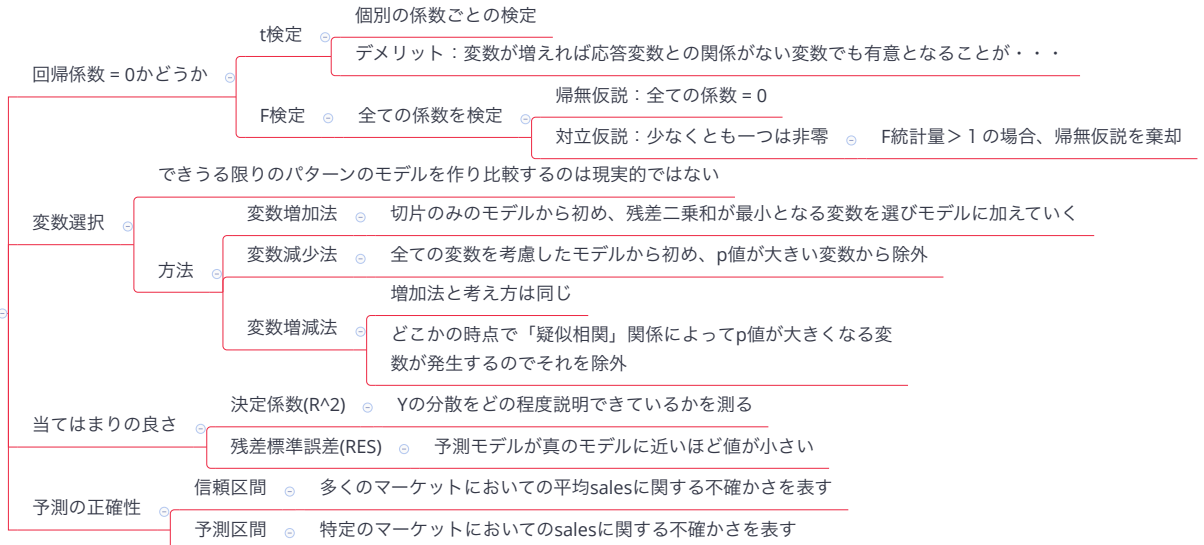 個別の係数ごとの検定
t検定
デメリット：変数が増えれば応答変数との関係がない変数でも有意となることが・・・
回帰係数 = 0かどうか
帰無仮説：全ての係数 = 0
F検定 全ての係数を検定
対立仮説：少なくとも一つは非零 F統計量＞１の場合、帰無仮説を棄却
できうる限りのパターンのモデルを作り比較するのは現実的ではない
変数選択
変数増加法 切片のみのモデルから初め、残差二乗和が最小となる変数を選びモデルに加えていく
方法
変数減少法 全ての変数を考慮したモデルから初め、p値が大きい変数から除外
増加法と考え方は同じ
変数増減法
どこかの時点で「疑似相関」関係によってp値が大きくなる変
数が発生するのでそれを除外
決定係数(R^2) Yの分散をどの程度説明できているかを測る
当てはまりの良さ
残差標準誤差(RES) 予測モデルが真のモデルに近いほど値が小さい
信頼区間 多くのマーケットにおいての平均salesに関する不確かさを表す
予測の正確性
予測区間 特定のマーケットにおいてのsalesに関する不確かさを表す